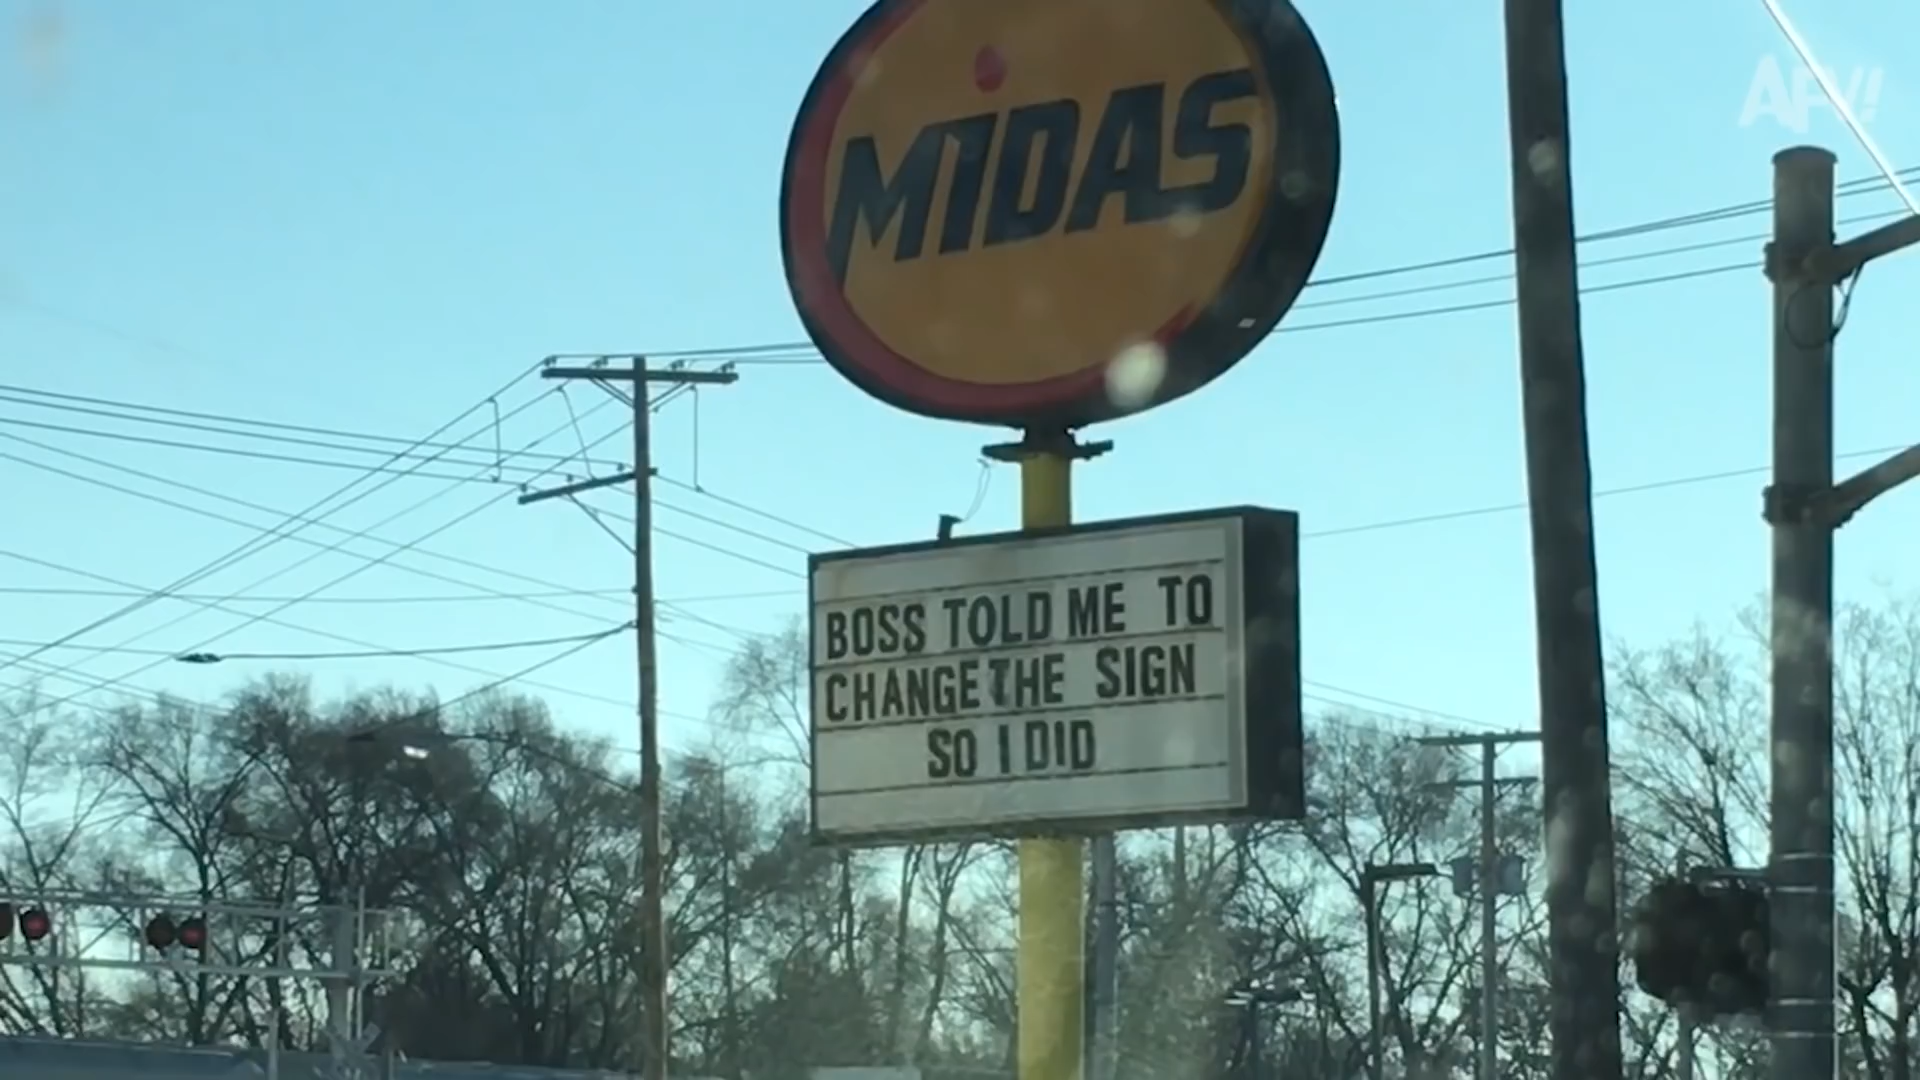 AFV!
MIDAS
BOSS TOLD ME TO
CHANGE THE SIGN
SO I DID